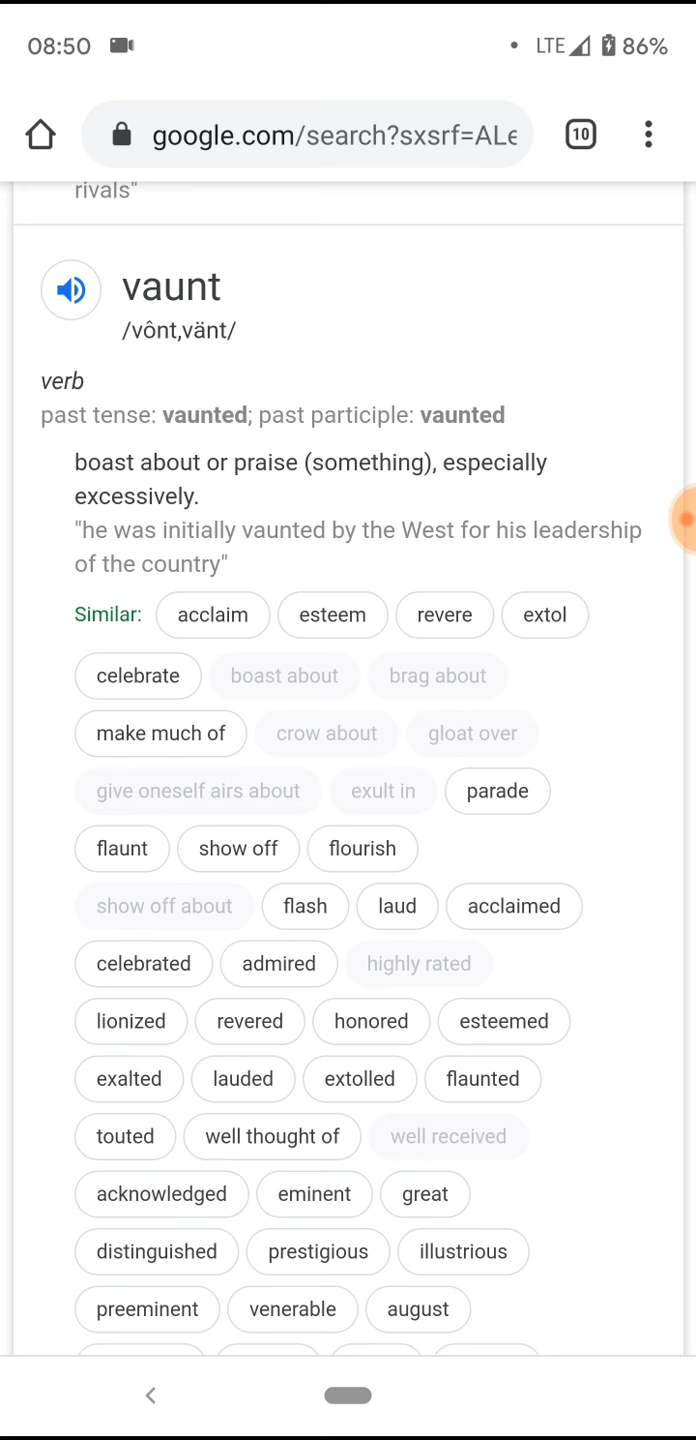 08:50 LTE 86%
google.com/search?sxsrf=ALe 10
rivals"
vaunt
/vônt,vänt/
verb
past tense: vaunted; past participle: vaunted
boast about or praise (something), especially
excessively.
"he was initially vaunted by the West for his leadership
of the country"
Similar: acclaim esteem revere extol
celebrate boast about brag about
make much of crow about gloat over
give oneself airs about exult in parade
flaunt show off flourish
show off about flash laud acclaimed
celebrated admired highly rated
lionized revered honored esteemed
exalted lauded extolled flaunted
touted well thought of well received
acknowledged eminent great
distinguished prestigious illustrious
preeminent venerable august